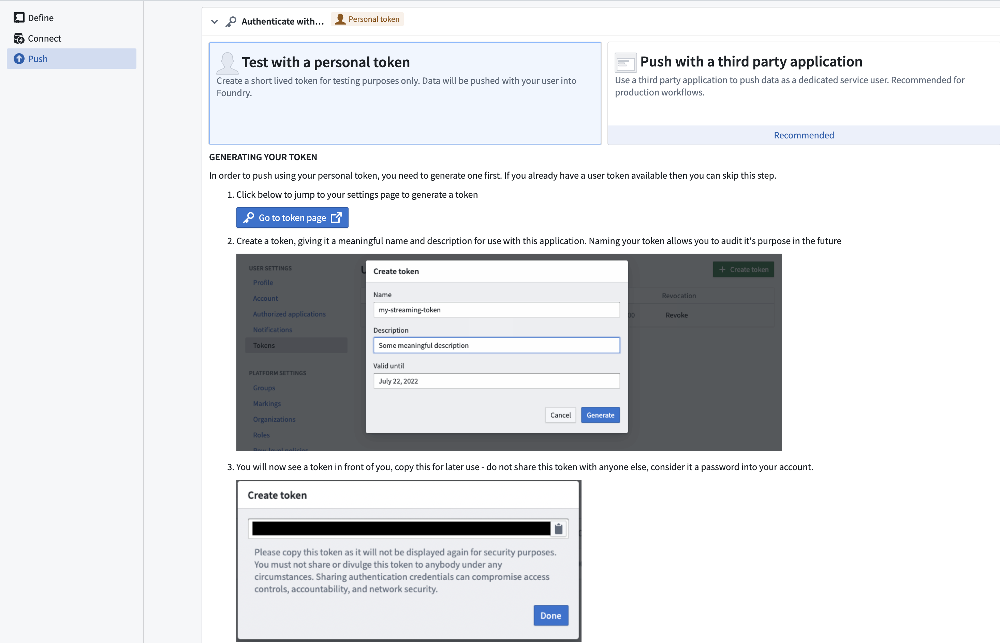 Define
Connect
Push
Authenticate with...
Personal token
Test with a personal token
Create a short lived token for testing purposes only. Data will be pushed with your user into
Foundry.
Push with a third party application
Use a third party application to push data as a dedicated service user. Recommended for
production workflows.
Recommended
GENERATING YOUR TOKEN
In order to push using your personal token, you need to generate one first. If you already have a user token available then you can skip this step.
1. Click below to jump to your settings page to generate a token
Go to token page
2. Create a token, giving it a meaningful name and description for use with this application. Naming your token allows you to audit it's purpose in the future
USER SETTINGS
Profile
Account
Authorized applications
Notifications
Tokens
PLATFORM SETTINGS
Groups
Markings
Organizations
Roles
Row-level policies
Create token
Name
my-streaming-token
Description
Some meaningful description
Valid until
July 22, 2022
Cancel
Generate
+ Create token
Revocation
00
Revoke
3. You will now see a token in front of you, copy this for later use - do not share this token with anyone else, consider it a password into your account.
Create token
Please copy this token as it will not be displayed again for security purposes.
You must not share or divulge this token to anybody under any
circumstances. Sharing authentication credentials can compromise access
controls, accountability, and network security.
Done